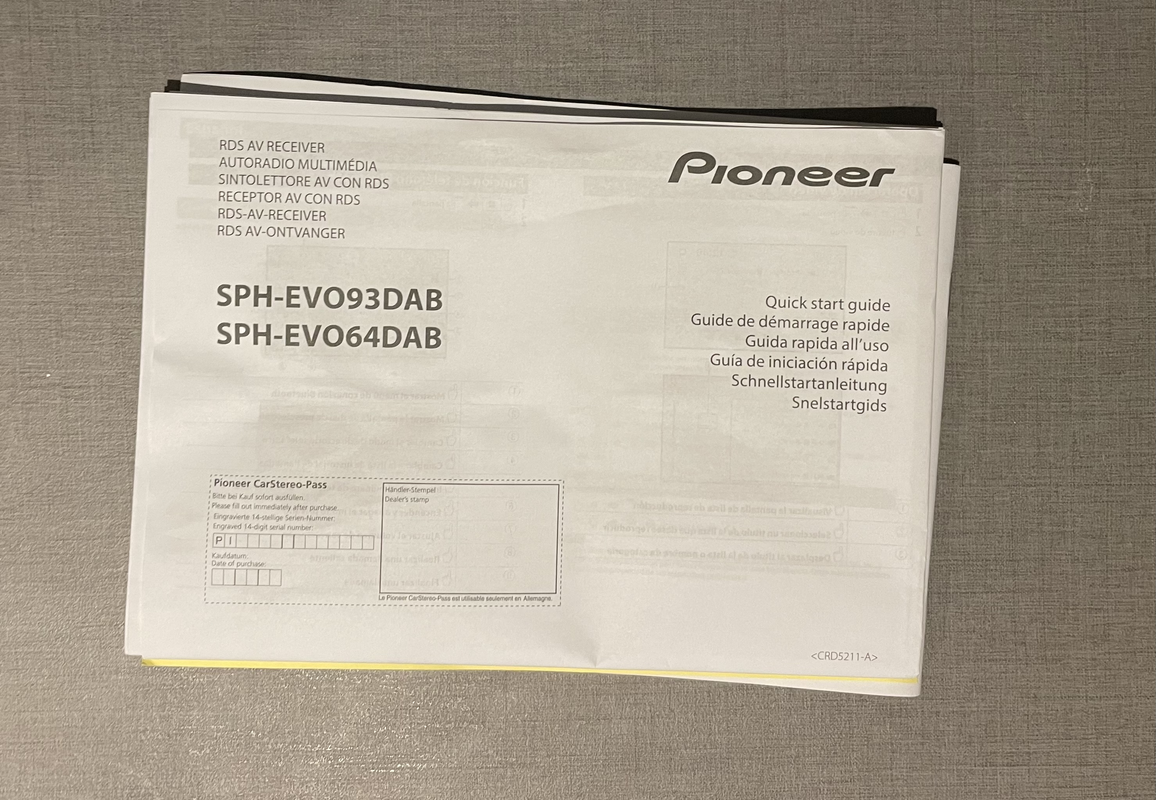 RDS AV RECEIVER
AUTORADIO MULTIMÉDIA
SINTOLETTORE AV CON RDS
RECEPTOR AV CON RDS
RDS-AV-RECEIVER
RDS AV-ONTVANGER
Pioneer
SPH-EVO93DAB
SPH-EVO64DAB
Quick start guide
Guide de démarrage rapide
Guida rapida all'uso
Guía de iniciación rápida
Schnellstartanleitung
Snelstartgids
Pioneer CarStereo-Pass
Bitte bei Kauf sofort ausfüllen.
Please fill out immediately after purchase.
Eingravierte 14-stellige Serien-Nummer:
Engraved 14-digit serial number:
P I
Kaufdatum:
Date of purchase:
Händler-Stempel
Dealer's stamp
Le Pioneer CarStereo-Pass est utilisable seulement en Allemagne.
<CRD5211-A>